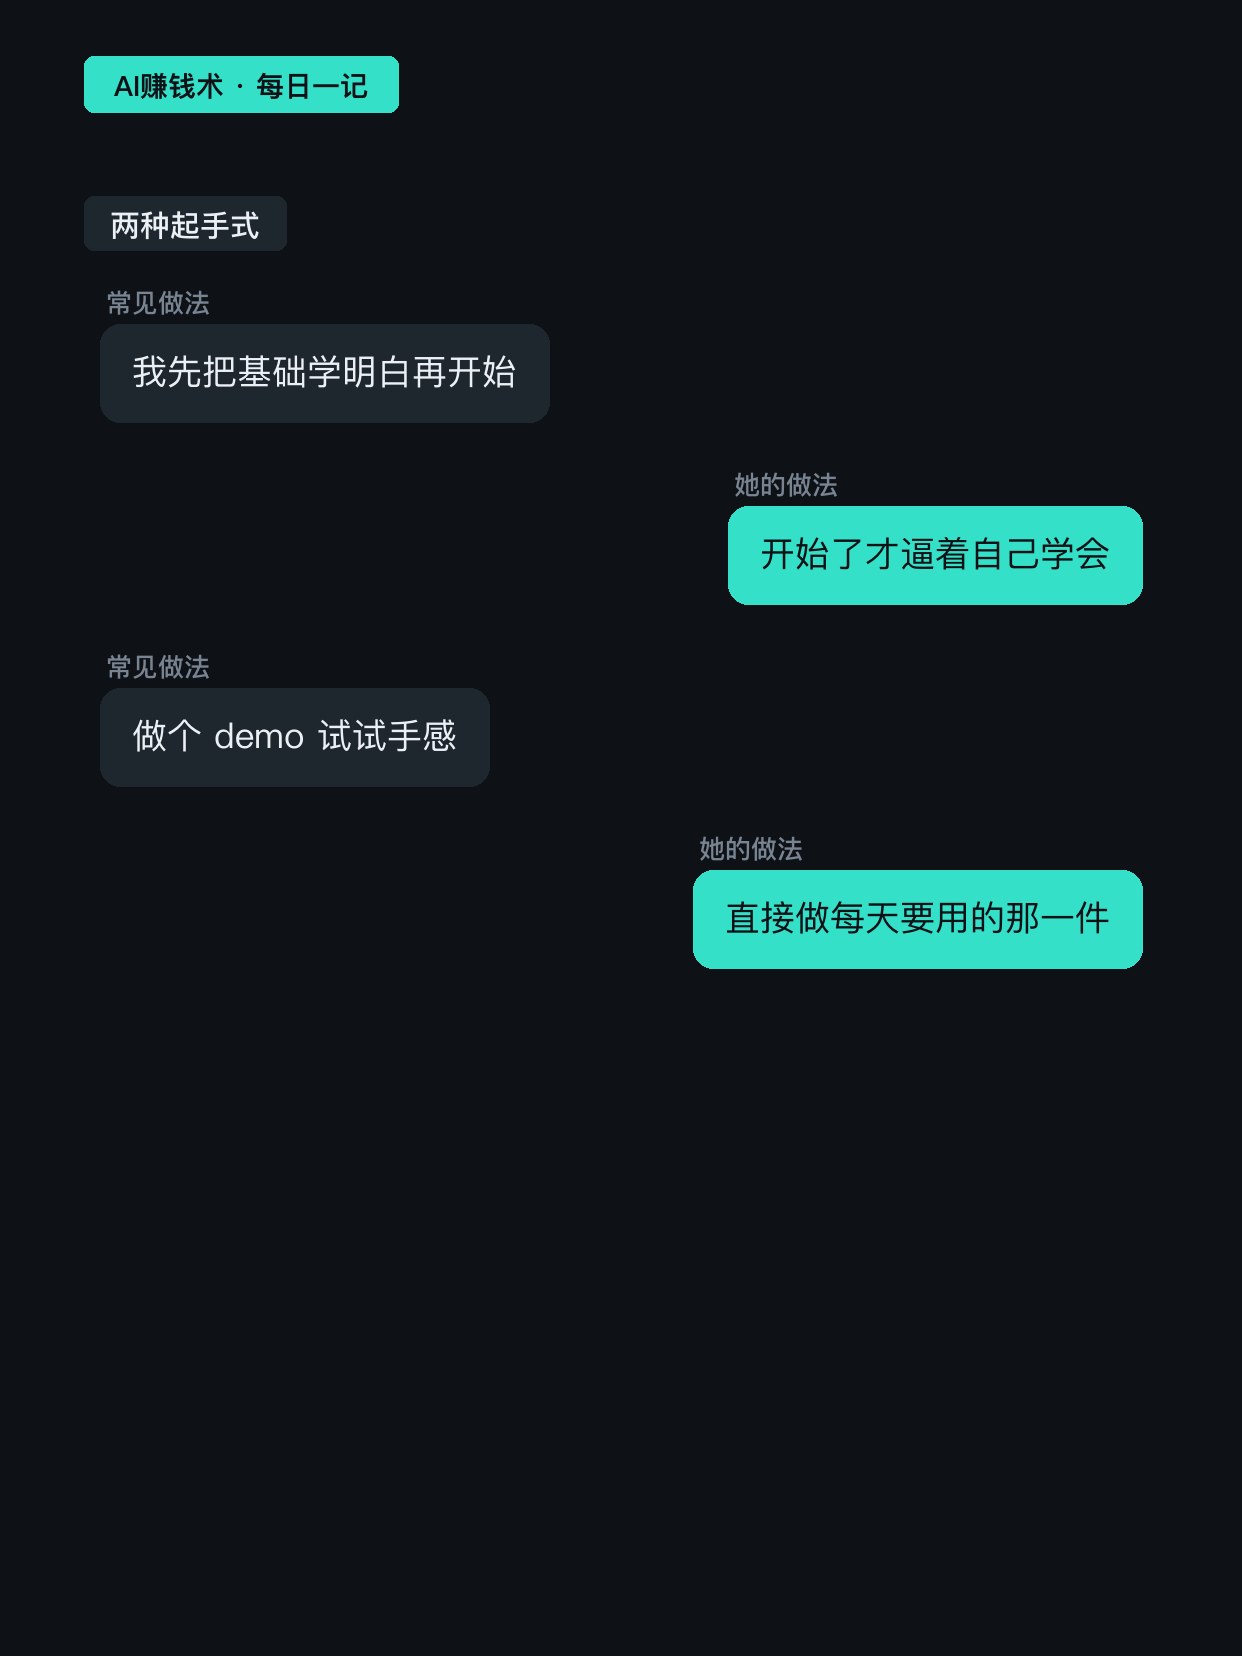 AI赚钱术 · 每日一记
两种起手式
常见做法
我先把基础学明白再开始
她的做法
开始了才逼着自己学会
常见做法
做个 demo 试试手感
她的做法
直接做每天要用的那一件